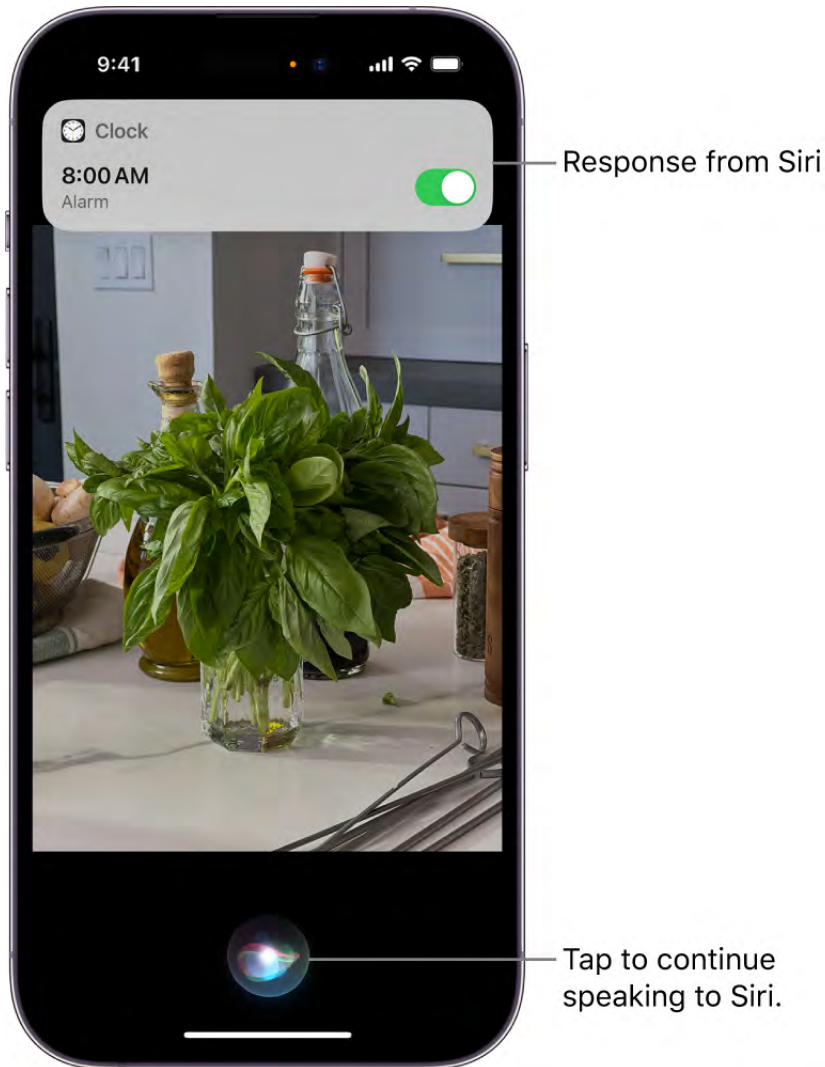 9:41
Clock
8:00 AM
Alarm
Response from Siri
Tap to continue
speaking to Siri.